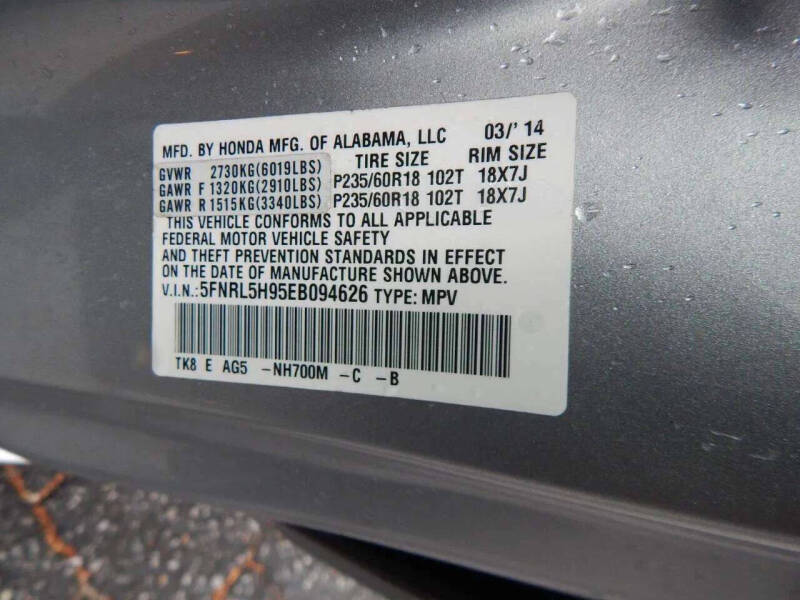 MFD. BY HONDA MFG. OF ALABAMA, LLC 03/' 14
TIRE SIZE RIM SIZE
GVWR 2730KG(6019LBS)
GAWR F 1320KG(2910LBS) P235/60R18 102T 18X7J
GAWR R 1515KG(3340LBS) P235/60R18 102T 18X7J
THIS VEHICLE CONFORMS TO ALL APPLICABLE
FEDERAL MOTOR VEHICLE SAFETY
AND THEFT PREVENTION STANDARDS IN EFFECT
ON THE DATE OF MANUFACTURE SHOWN ABOVE.
V.I.N.:5FNRL5H95EB094626 TYPE: MPV
TK8 E AG5 -NH700M -C -B